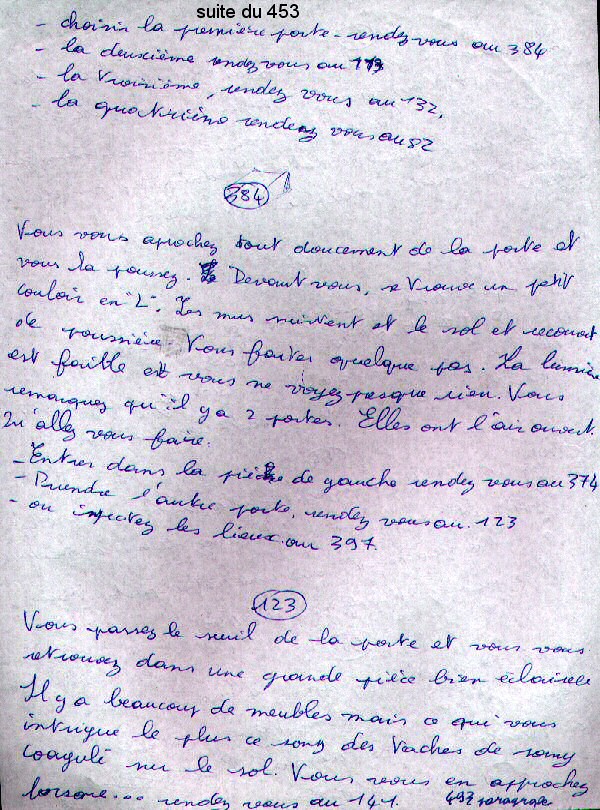 suite du 453
- choisir la première porte - rendez vous au 384
- la deuxième rendez vous au
- la troisième, rendez vous au 132,
- la quatrième rendez vous au 82
384
Vous vous aprochez tout doucement de la porte et
vous la poussez. Devant vous, se trouve un petit
couloir en "L". Les murs suintent et le sol est recouvert
de poussière. Vous faites quelque pas. La lumière
est faible et vous ne voyez presque rien. Vous
remarquez qu'il y a 2 portes. Elles ont l'air ouvert.
Qu'allez vous faire.
- Entrer dans la pièce de gauche rendez vous au 374
- Prendre l'autre porte, rendez vous au. 123
- ou inspectez les lieux. au 397.
123
Vous passez le seuil de la porte et vous vous
retrouvez dans une grande pièce bien éclairée
Il y a beaucoup de meubles mais ce qui vous
intrigue le plus ce song des taches de sang
coagulé sur le sol. Vous vous en approchez
lorsque... rendez vous au 141.
paragraphe